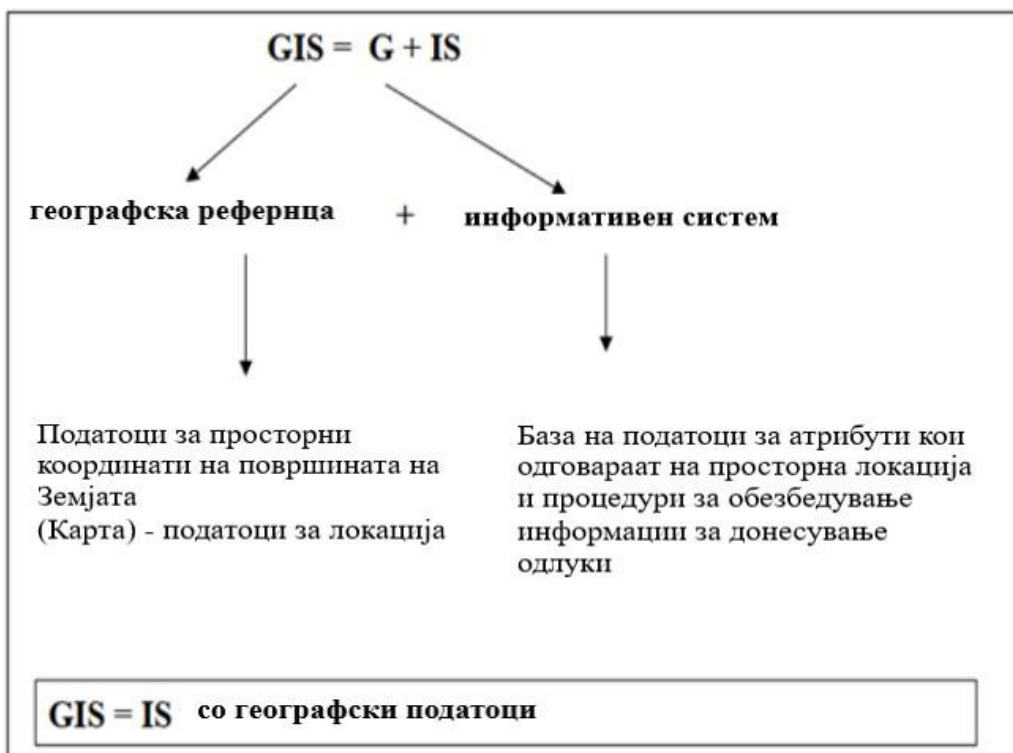 GIS = G + IS
географска рефернца + информативен систем
Податоци за просторни
координати на површината на
Земјата
(Карта) - податоци за локација
База на податоци за атрибути кои
одговараат на просторна локација
и процедури за обезбедување
информации за донесување
одлуки
GIS = IS со географски податоци